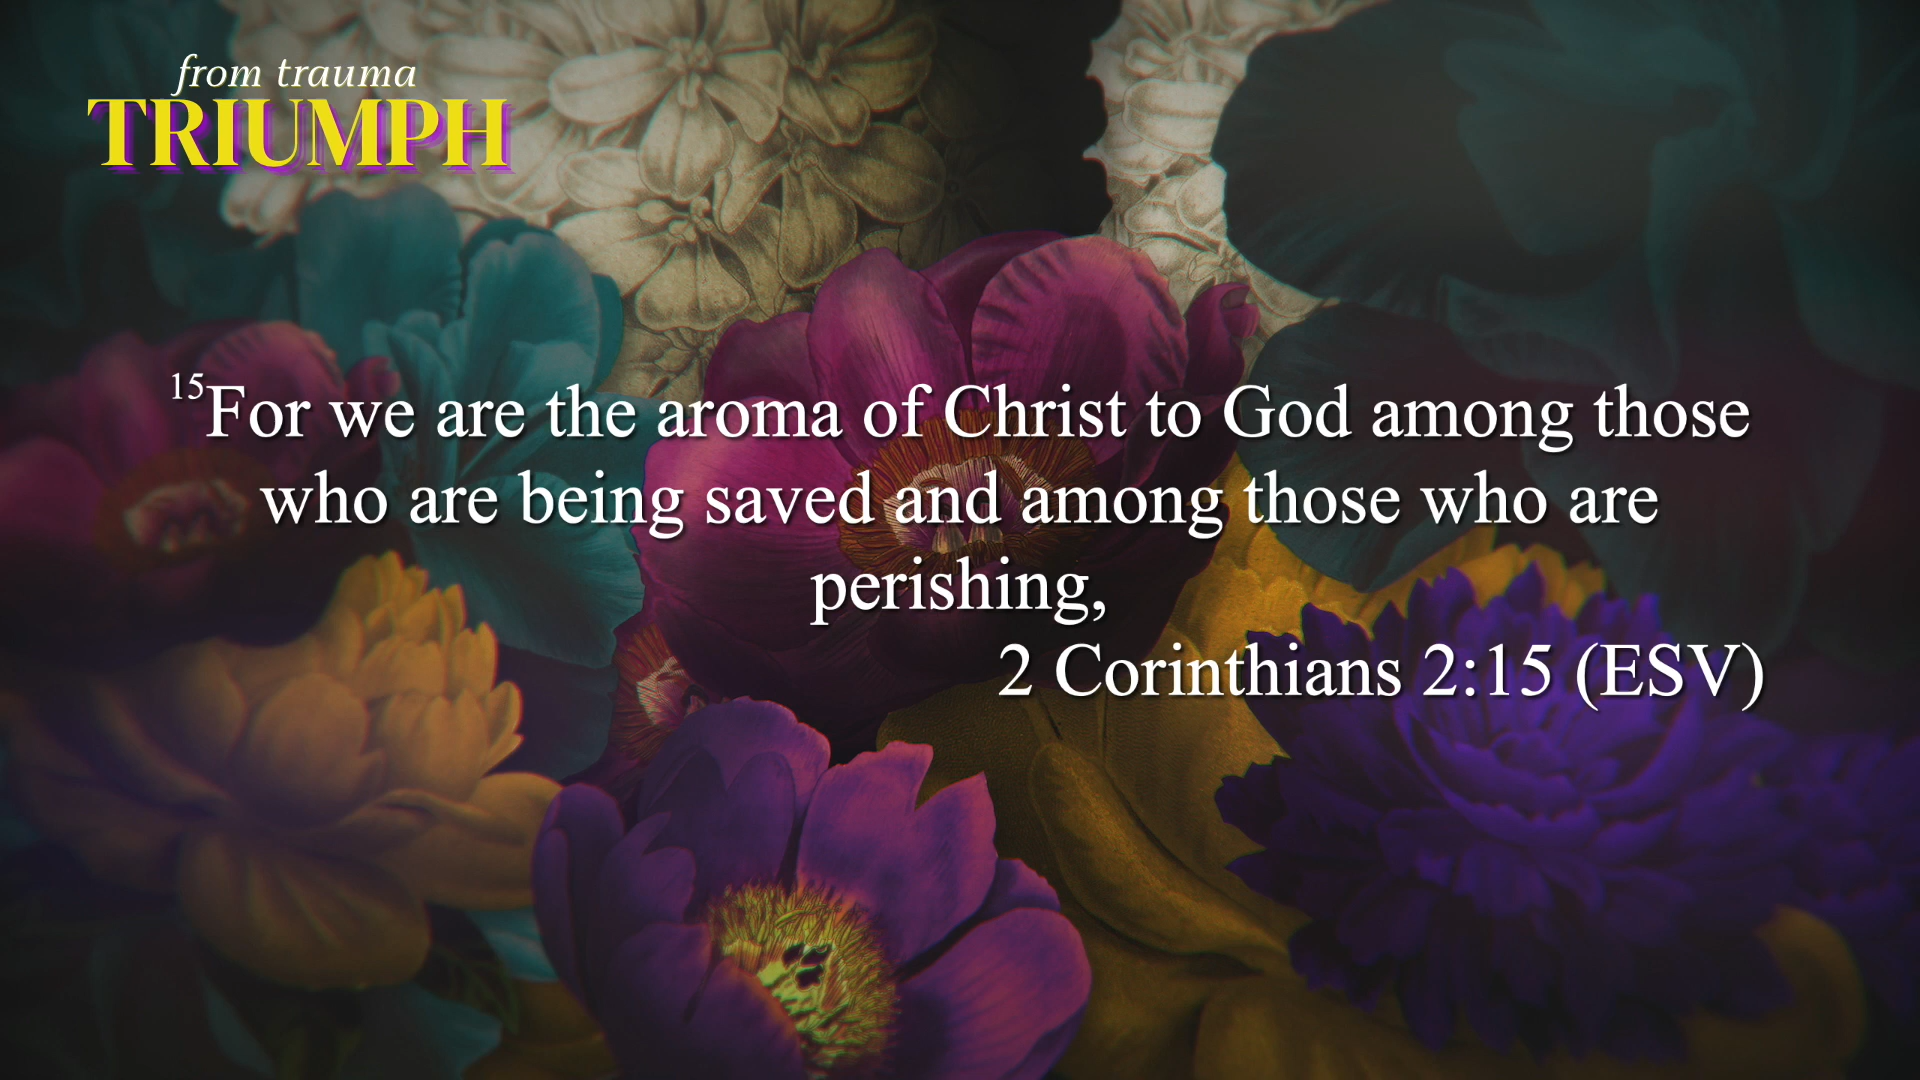 from trauma
TRIUMPH
15For we are the aroma of Christ to God among those
who are being saved and among those who are
perishing,
2 Corinthians 2:15 (ESV)